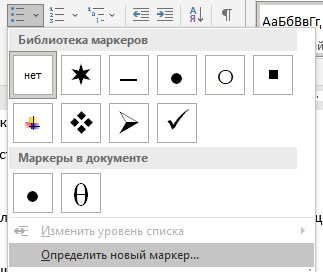 АаБбВвГг,
Библиотека маркеров
нет
Маркеры в документе
Изменить уровень списка
Определить новый маркер...